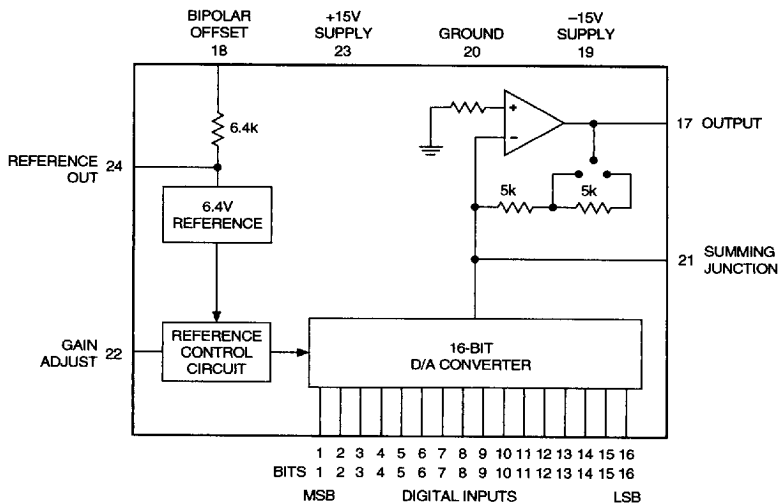 BIPOLAR OFFSET 18
+15V SUPPLY 23
GROUND 20
–15V SUPPLY 19
6.4k
+
–
17 OUTPUT
REFERENCE OUT 24
6.4V REFERENCE
5k
5k
21 SUMMING JUNCTION
GAIN ADJUST 22
REFERENCE CONTROL CIRCUIT
16-BIT D/A CONVERTER
1 2 3 4 5 6 7 8 9 10 11 12 13 14 15 16
BITS 1 2 3 4 5 6 7 8 9 10 11 12 13 14 15 16
MSB DIGITAL INPUTS LSB